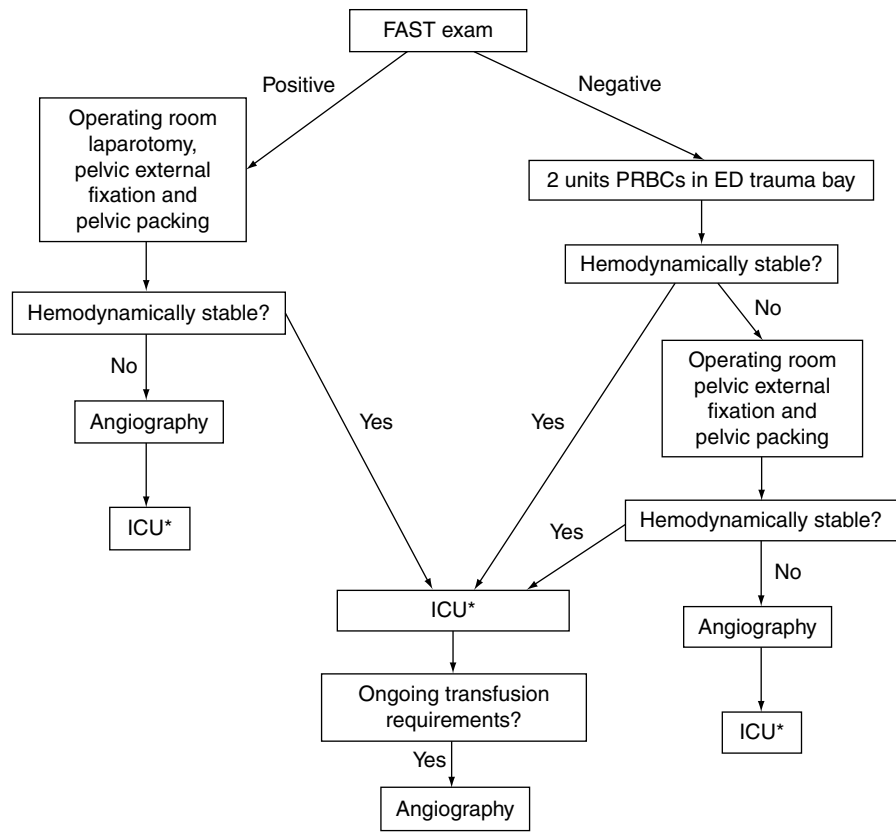 FAST exam
Positive
Negative
Operating room
laparotomy,
pelvic external
fixation and
pelvic packing
2 units PRBCs in ED trauma bay
Hemodynamically stable?
Hemodynamically stable?
No
No
Operating room
pelvic external
fixation and
pelvic packing
Angiography
Yes
Yes
ICU*
Hemodynamically stable?
Yes
No
ICU*
Angiography
Ongoing transfusion
requirements?
ICU*
Yes
Angiography